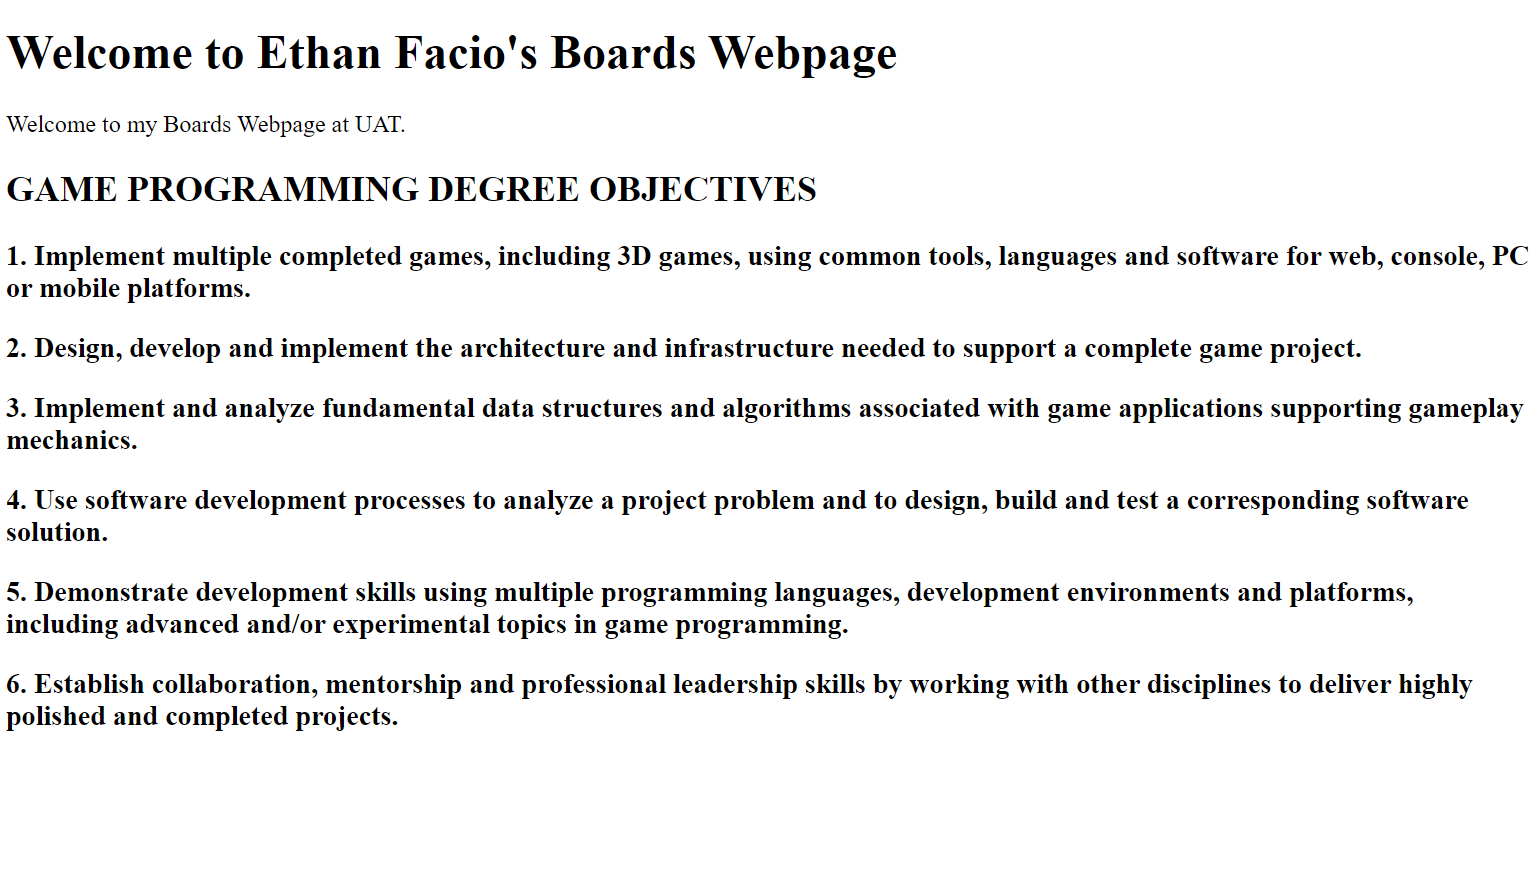 Welcome to Ethan Facio's Boards Webpage
Welcome to my Boards Webpage at UAT.
GAME PROGRAMMING DEGREE OBJECTIVES
1. Implement multiple completed games, including 3D games, using common tools, languages and software for web, console, PC
or mobile platforms.
2. Design, develop and implement the architecture and infrastructure needed to support a complete game project.
3. Implement and analyze fundamental data structures and algorithms associated with game applications supporting gameplay
mechanics.
4. Use software development processes to analyze a project problem and to design, build and test a corresponding software
solution.
5. Demonstrate development skills using multiple programming languages, development environments and platforms,
including advanced and/or experimental topics in game programming.
6. Establish collaboration, mentorship and professional leadership skills by working with other disciplines to deliver highly
polished and completed projects.